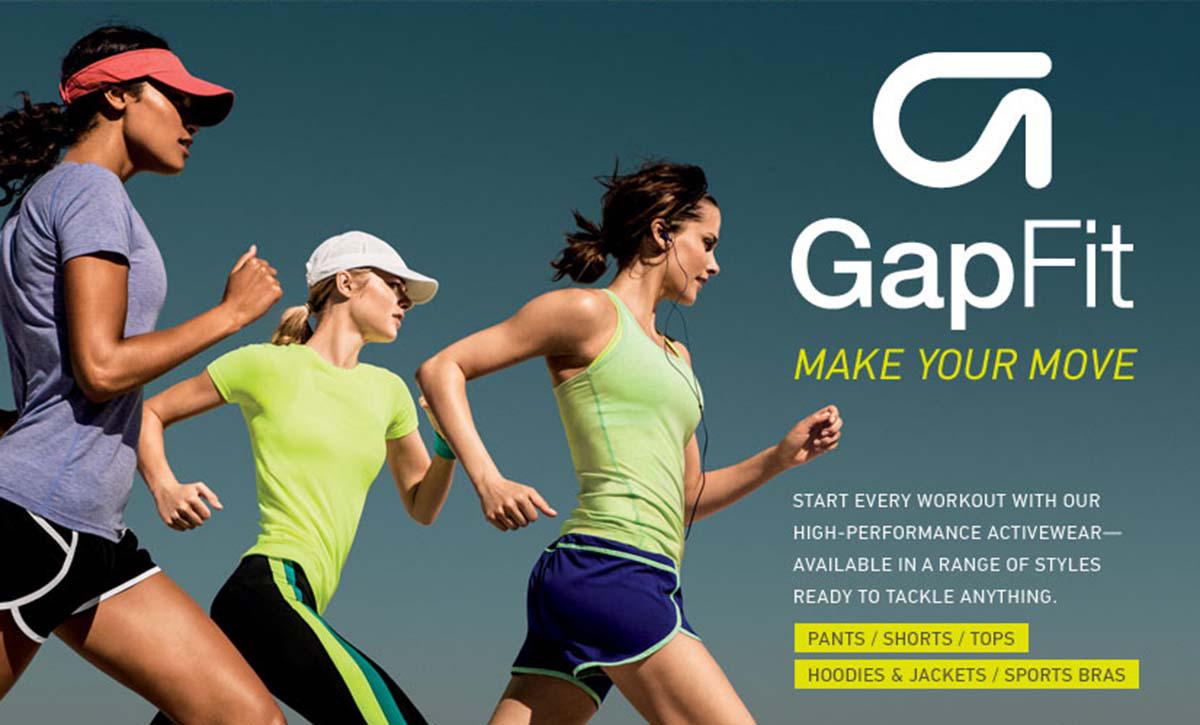 GapFit
MAKE YOUR MOVE
START EVERY WORKOUT WITH OUR
HIGH-PERFORMANCE ACTIVEWEAR—
AVAILABLE IN A RANGE OF STYLES
READY TO TACKLE ANYTHING.
PANTS / SHORTS / TOPS
HOODIES & JACKETS / SPORTS BRAS